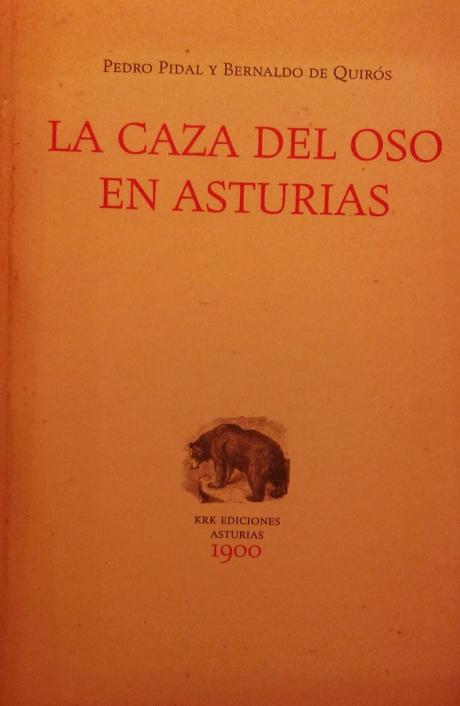 PEDRO PIDAL Y BERNALDO DE QUIRÓS
LA CAZA DEL OSO
EN ASTURIAS
KRK EDICIONES
ASTURIAS
1900